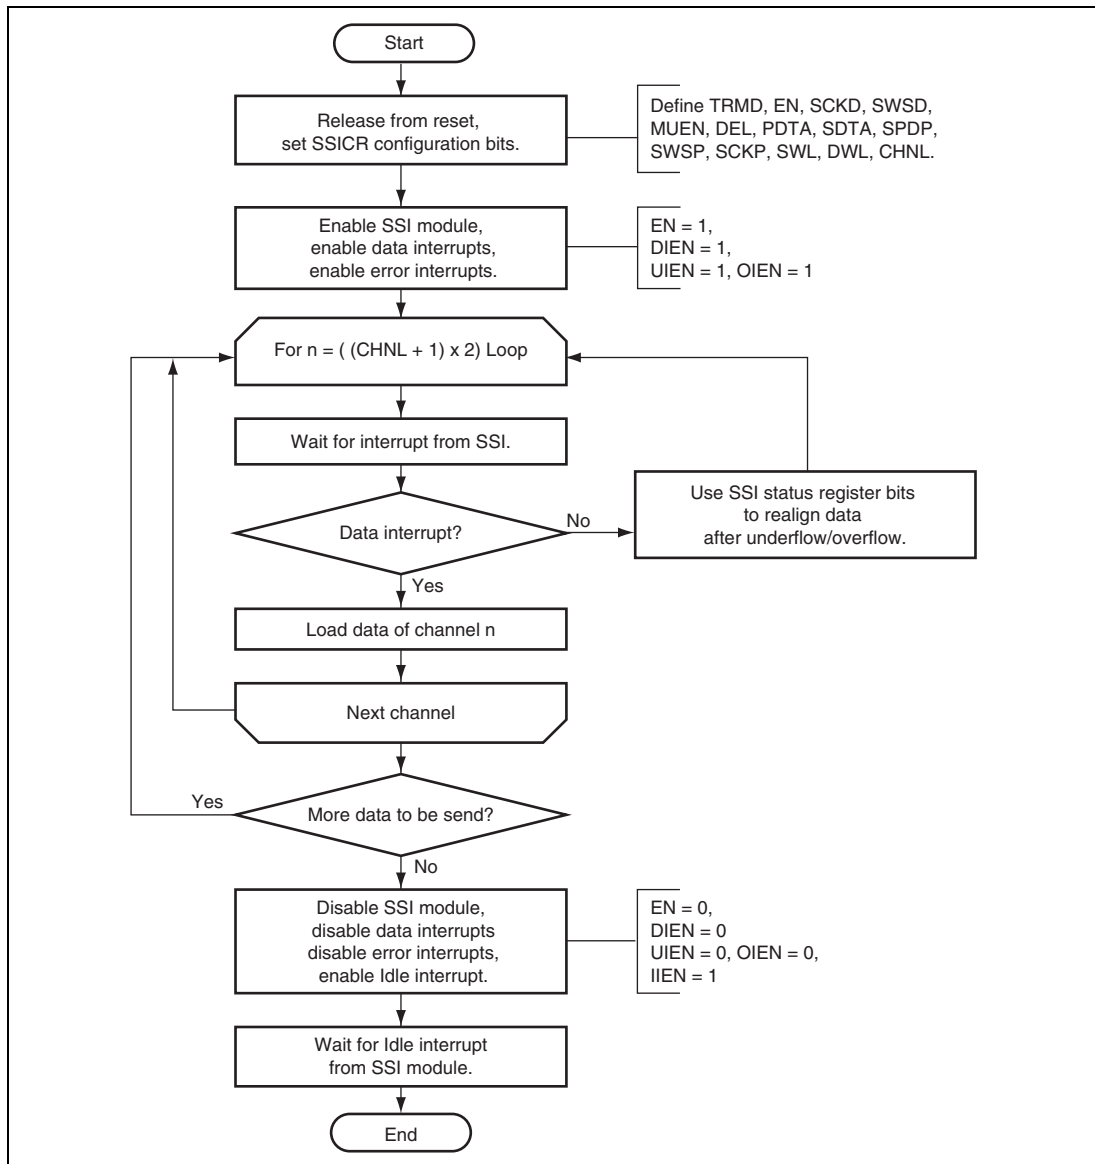 Start
Release from reset,
set SSICR configuration bits.
Define TRMD, EN, SCKD, SWSD,
MUEN, DEL, PDTA, SDTA, SPDP,
SWSP, SCKP, SWL, DWL, CHNL.
Enable SSI module,
enable data interrupts,
enable error interrupts.
EN = 1,
DIEN = 1,
UIEN = 1, OIEN = 1
For n = ( (CHNL + 1) x 2) Loop
Wait for interrupt from SSI.
Data interrupt?
No
Use SSI status register bits
to realign data
after underflow/overflow.
Yes
Load data of channel n
Next channel
More data to be send?
Yes
No
Disable SSI module,
disable data interrupts
disable error interrupts,
enable Idle interrupt.
EN = 0,
DIEN = 0
UIEN = 0, OIEN = 0,
IIEN = 1
Wait for Idle interrupt
from SSI module.
End